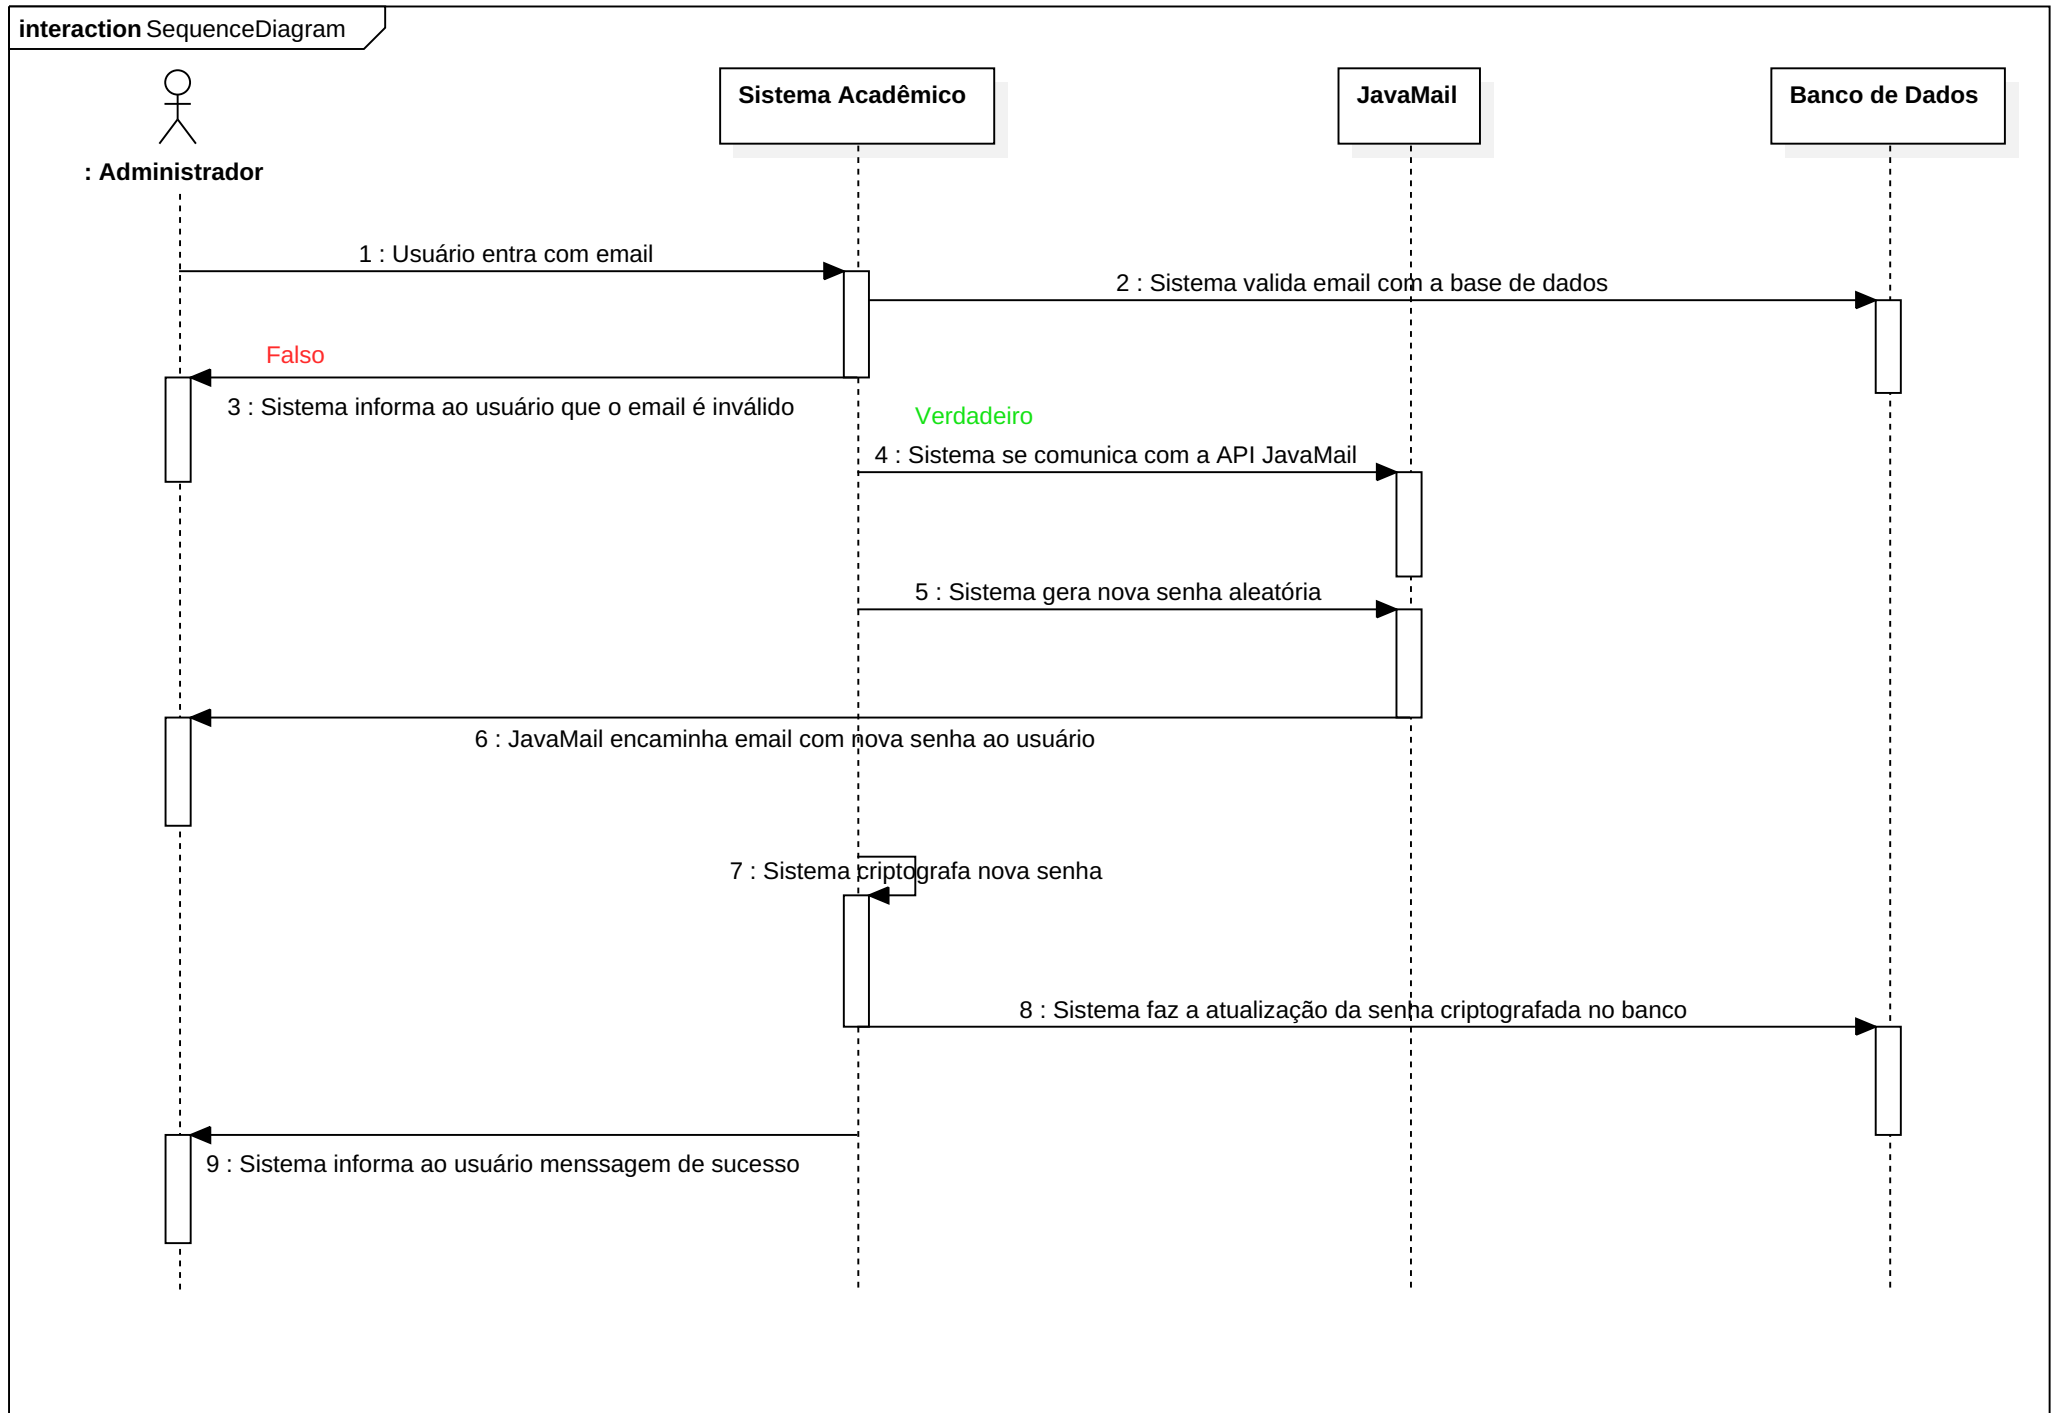 interaction SequenceDiagram
: Administrador
Sistema Acadêmico
JavaMail
Banco de Dados
1 : Usuário entra com email
2 : Sistema valida email com a base de dados
Falso
3 : Sistema informa ao usuário que o email é inválido
Verdadeiro
4 : Sistema se comunica com a API JavaMail
5 : Sistema gera nova senha aleatória
6 : JavaMail encaminha email com nova senha ao usuário
7 : Sistema criptografa nova senha
8 : Sistema faz a atualização da senha criptografada no banco
9 : Sistema informa ao usuário menssagem de sucesso